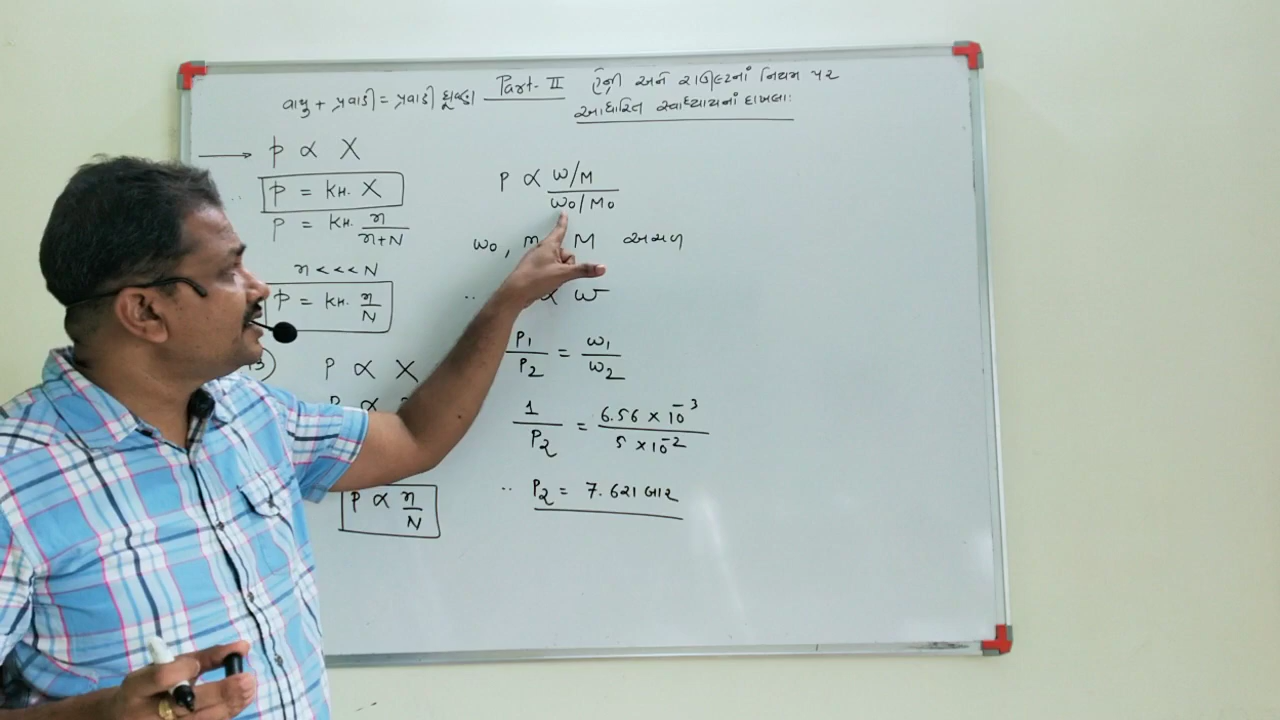 Part-II હેન્રી અને રાઉલ્ટનાં નિયમ પર
વાયુ + પ્રવાહી = પ્રવાહી
આધારિત સ્વાધ્યાયનાં દાખલા:
→ P ∝ X
P = KH. X
P = KH. n/n+N
n <<< N
P = KH. n/N
13) P ∝ X
P ∝
P ∝ n/N
P ∝ (W/M)/(W₀/M₀)
W₀, M અચળ
∴ ∝ W
P₁/P₂ = W₁/W₂
1/P₂ = 6.56 × 10⁻³/5 × 10⁻²
∴ P₂ = 7.621 બાર